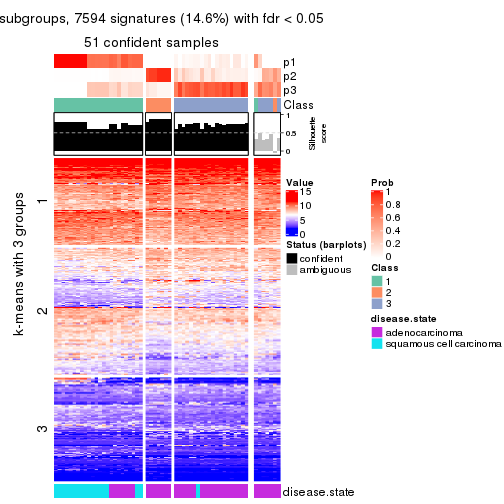 subgroups, 7594 signatures (14.6%) with fdr < 0.05
51 confident samples
p1
p2
p3
Class
1
0.5
0
Silhouette
score
k-means with 3 groups
1
2
3
disease.state
Value
15
10
5
0
Status (barplots)
confident
ambiguous
Prob
1
0.8
0.6
0.4
0.2
0
Class
1
2
3
disease.state
adenocarcinoma
squamous cell carcinoma